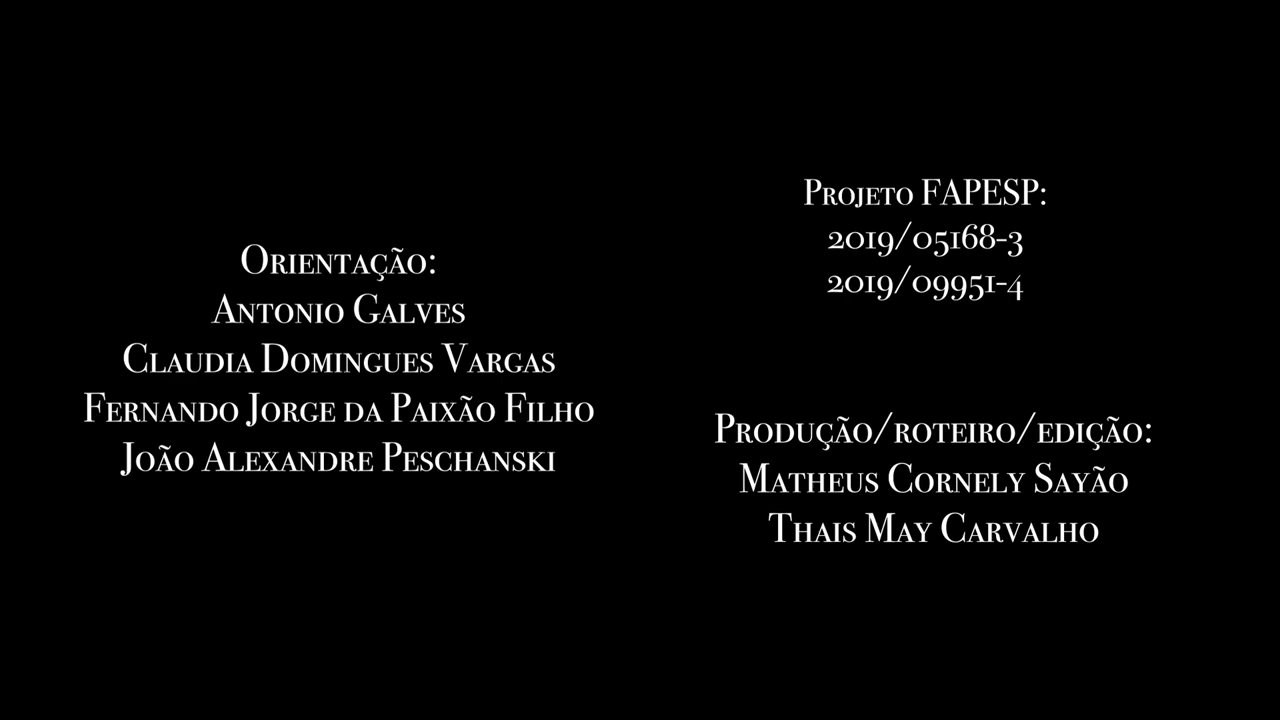 Orientação:
Antonio Galves
Claudia Domingues Vargas
Fernando Jorge da Paixão Filho
João Alexandre Peschanski
Projeto FAPESP:
2019/05168-3
2019/09951-4
Produção/roteiro/edição:
Matheus Cornely Sayão
Thais May Carvalho